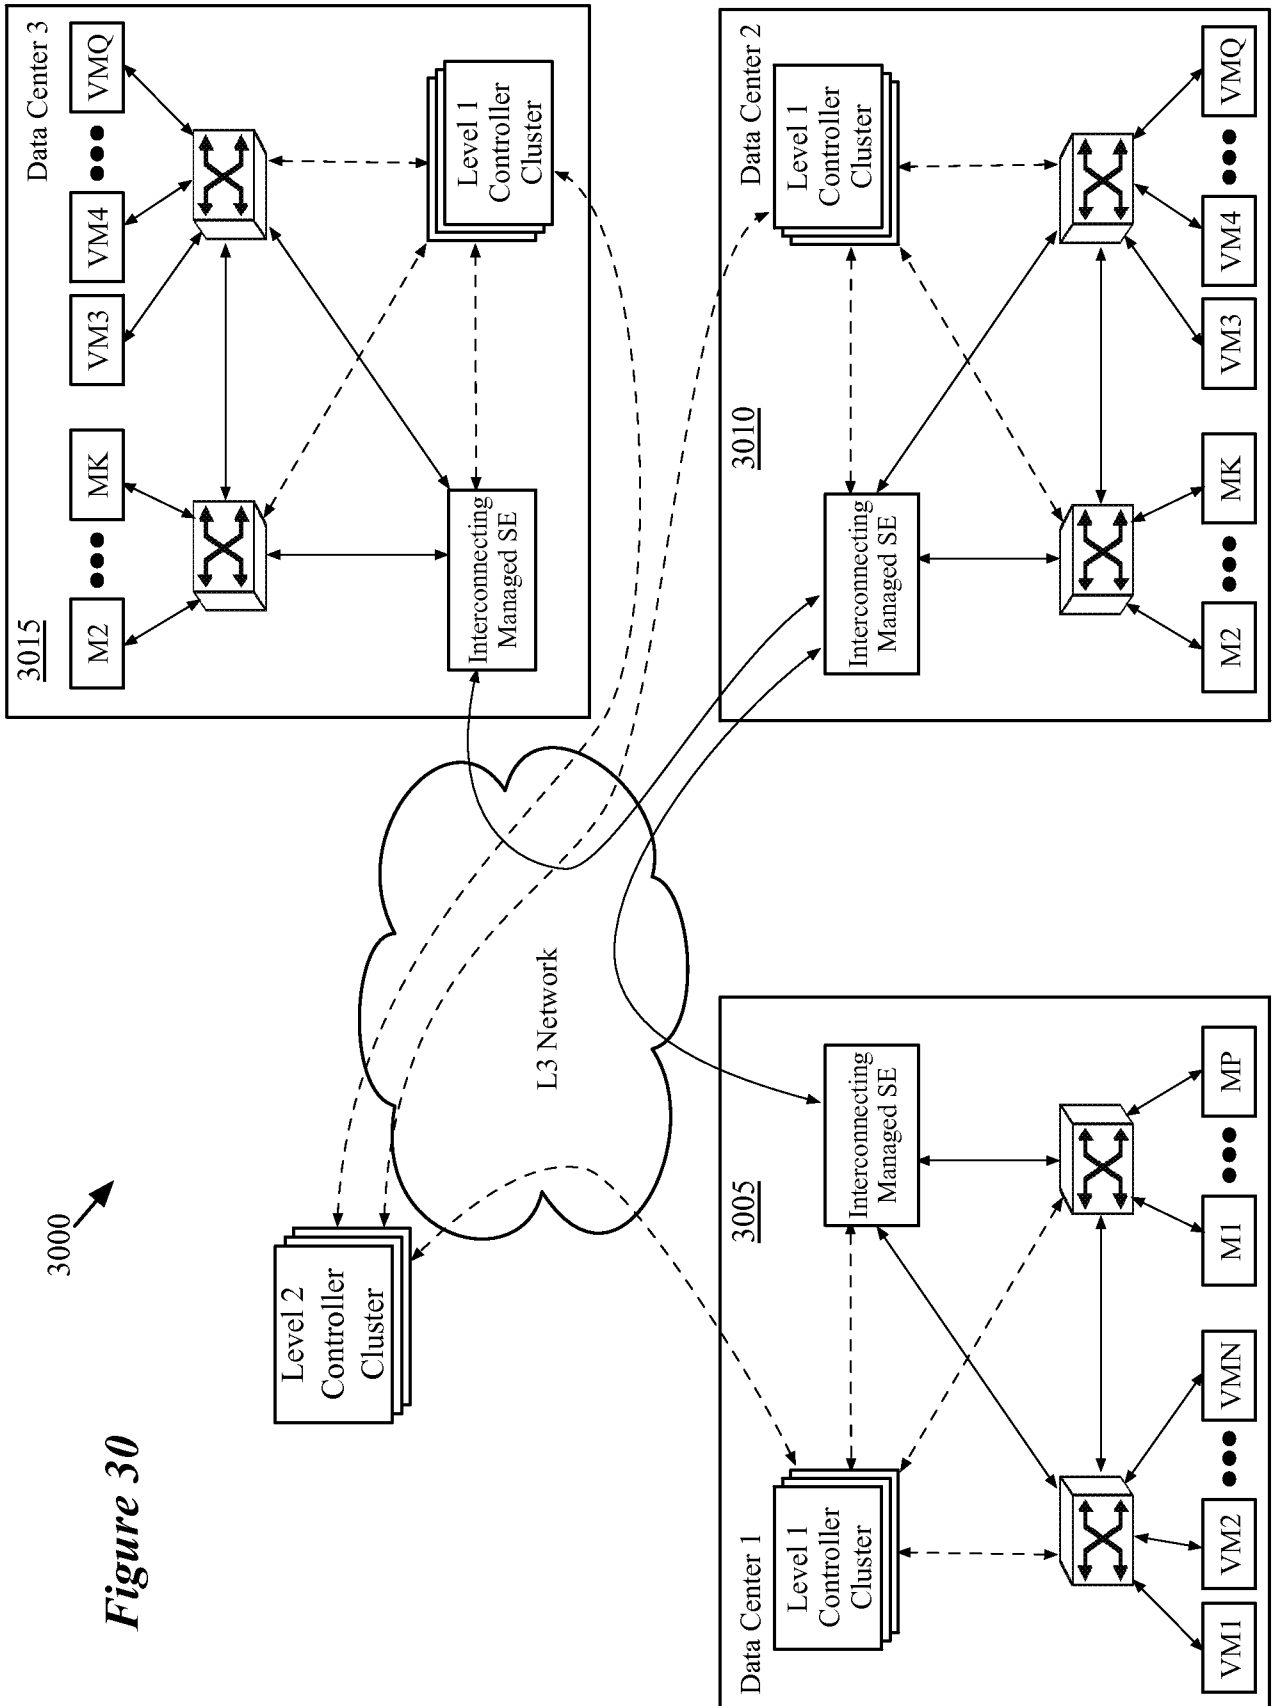 Figure 30
3000
Level 2
Controller
Cluster
L3 Network
Data Center 3
3015
M2
MK
VM3
VM4
VMQ
Interconnecting
Managed SE
Level 1
Controller
Cluster
Data Center 1
3005
Level 1
Controller
Cluster
Interconnecting
Managed SE
VM1
VM2
VMN
M1
MP
Data Center 2
3010
Interconnecting
Managed SE
Level 1
Controller
Cluster
M2
MK
VM3
VM4
VMQ